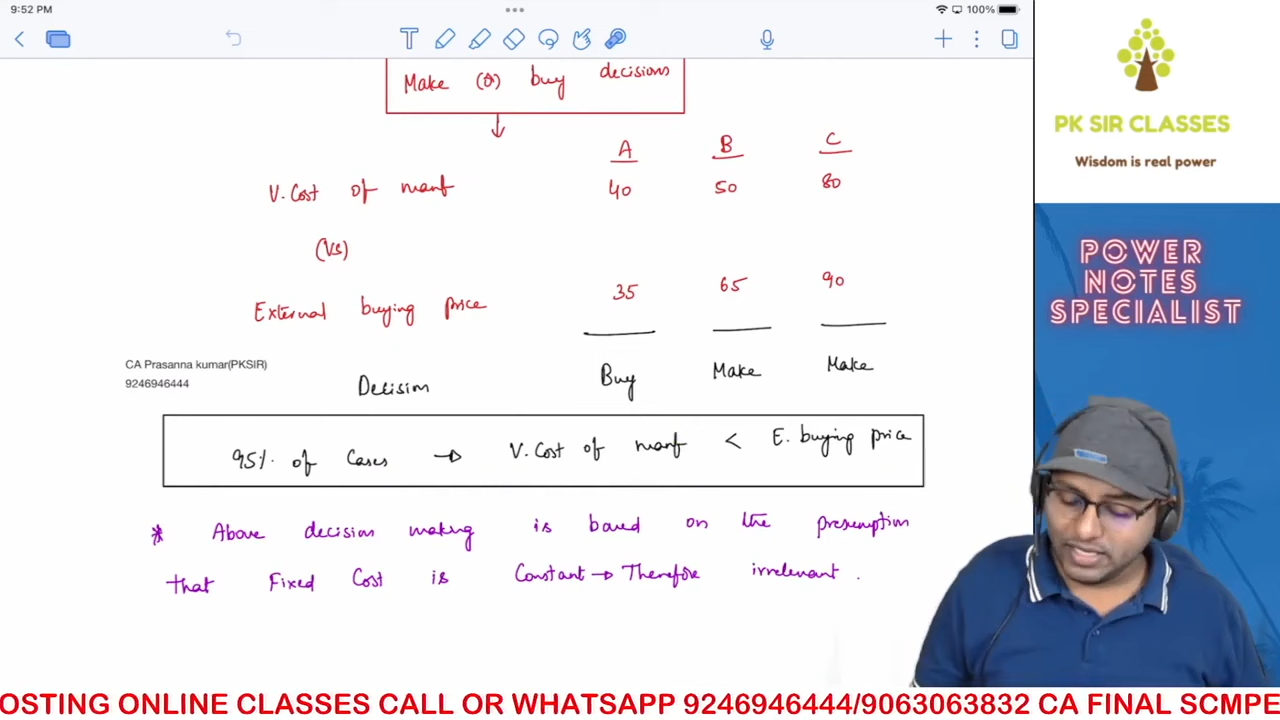 9:52 PM
100%
Make (or) buy decisions
A B C
V.Cost of manf 40 50 80
(Vs)
External buying price 35 65 90
CA Prasanna kumar(PKSIR)
9246946444
Decision Buy Make Make
95% of Cases → V.Cost of manf < E. buying price
* Above decision making is based on the presumption
that Fixed Cost is Constant → Therefore irrelevant.
PK SIR CLASSES
Wisdom is real power
POWER
NOTES
SPECIALIST
OSTING ONLINE CLASSES CALL OR WHATSAPP 9246946444/9063063832 CA FINAL SCMPE